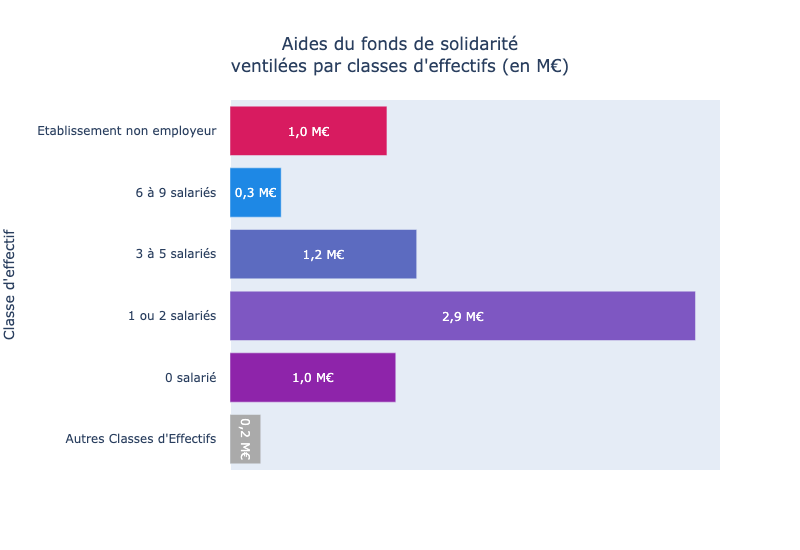 Aides du fonds de solidarité
ventilées par classes d'effectifs (en M€)
Classe d'effectif
Etablissement non employeur
1,0 M€
6 à 9 salariés
0,3 M€
3 à 5 salariés
1,2 M€
1 ou 2 salariés
2,9 M€
0 salarié
1,0 M€
Autres Classes d'Effectifs
0,2 M€